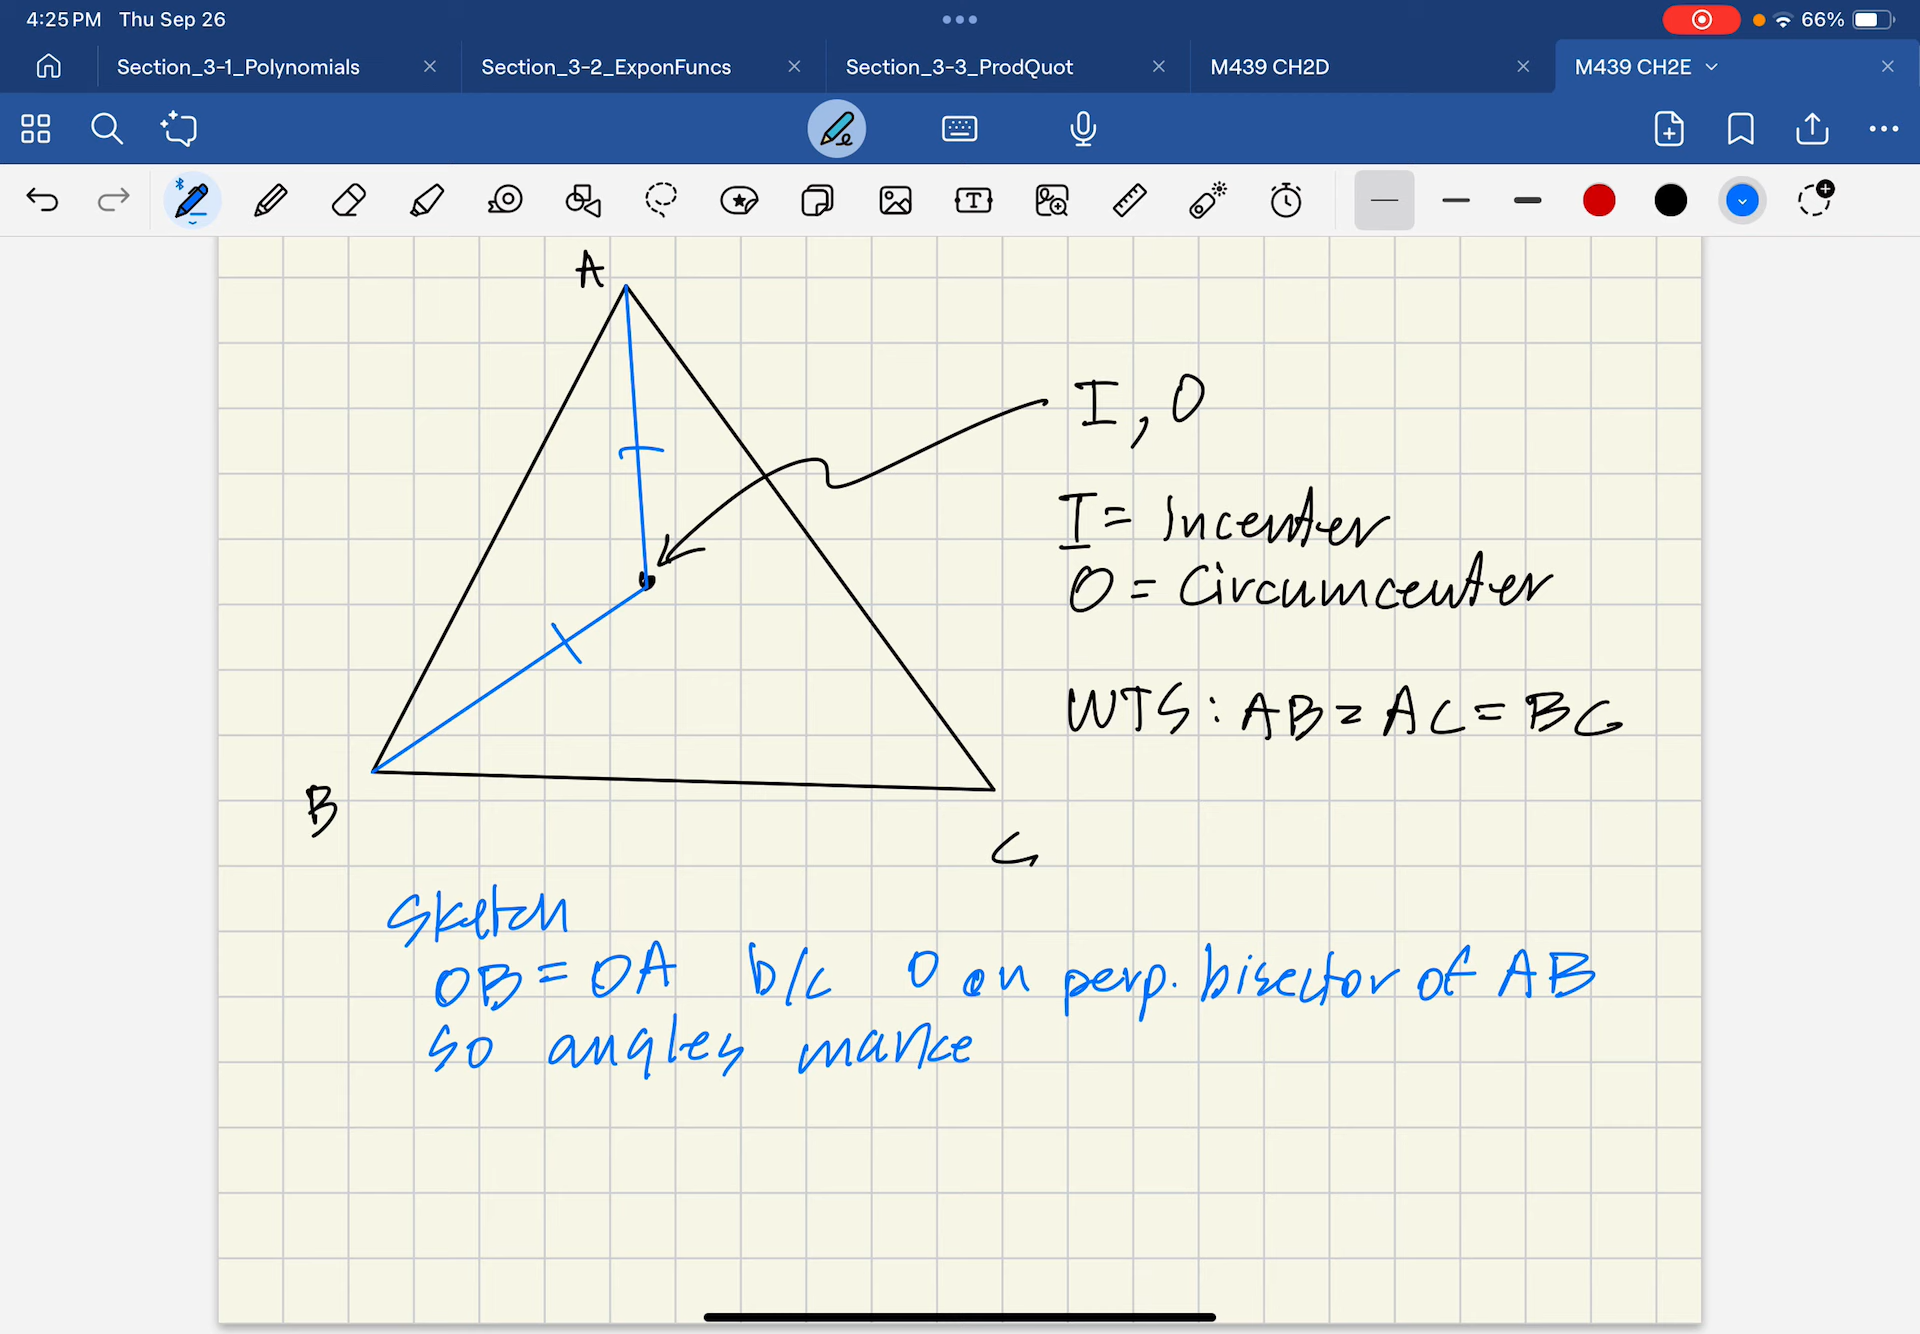 4:25 PM Thu Sep 26
66%
Section_3-1_Polynomials
Section_3-2_ExponFuncs
Section_3-3_ProdQuot
M439 CH2D
M439 CH2E
A
I, O
I = Incenter
O = Circumcenter
WTS: AB = AC = BC
B
C
Sketch
OB = OA b/c O on perp. bisector of AB
so angles marke